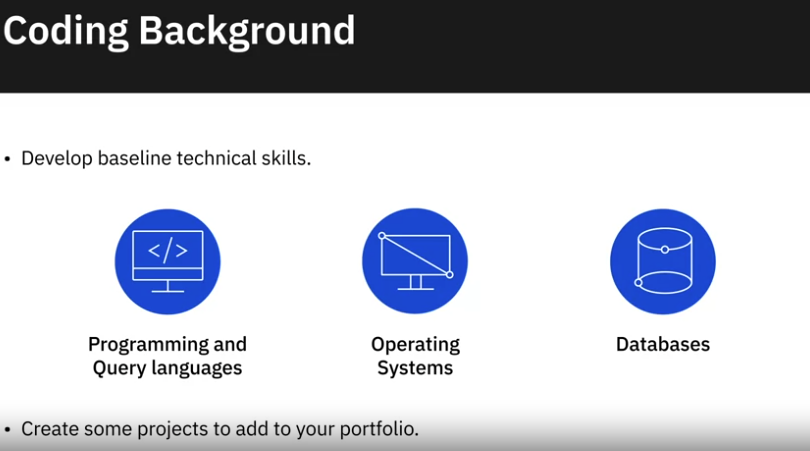 Coding Background
• Develop baseline technical skills.
</>
Programming and
Query languages
Operating
Systems
Databases
• Create some projects to add to your portfolio.